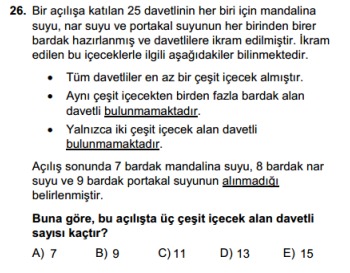 26. Bir açılışa katılan 25 davetlinin her biri için mandalina
suyu, nar suyu ve portakal suyunun her birinden birer
bardak hazırlanmış ve davetlilere ikram edilmiştir. İkram
edilen bu içeceklerle ilgili aşağıdakiler bilinmektedir.
• Tüm davetliler en az bir çeşit içecek almıştır.
• Aynı çeşit içecekten birden fazla bardak alan
davetli bulunmamaktadır.
• Yalnızca iki çeşit içecek alan davetli
bulunmamaktadır.
Açılış sonunda 7 bardak mandalina suyu, 8 bardak nar
suyu ve 9 bardak portakal suyunun alınmadığı
belirlenmiştir.
Buna göre, bu açılışta üç çeşit içecek alan davetli
sayısı kaçtır?
A) 7 B) 9 C) 11 D) 13 E) 15